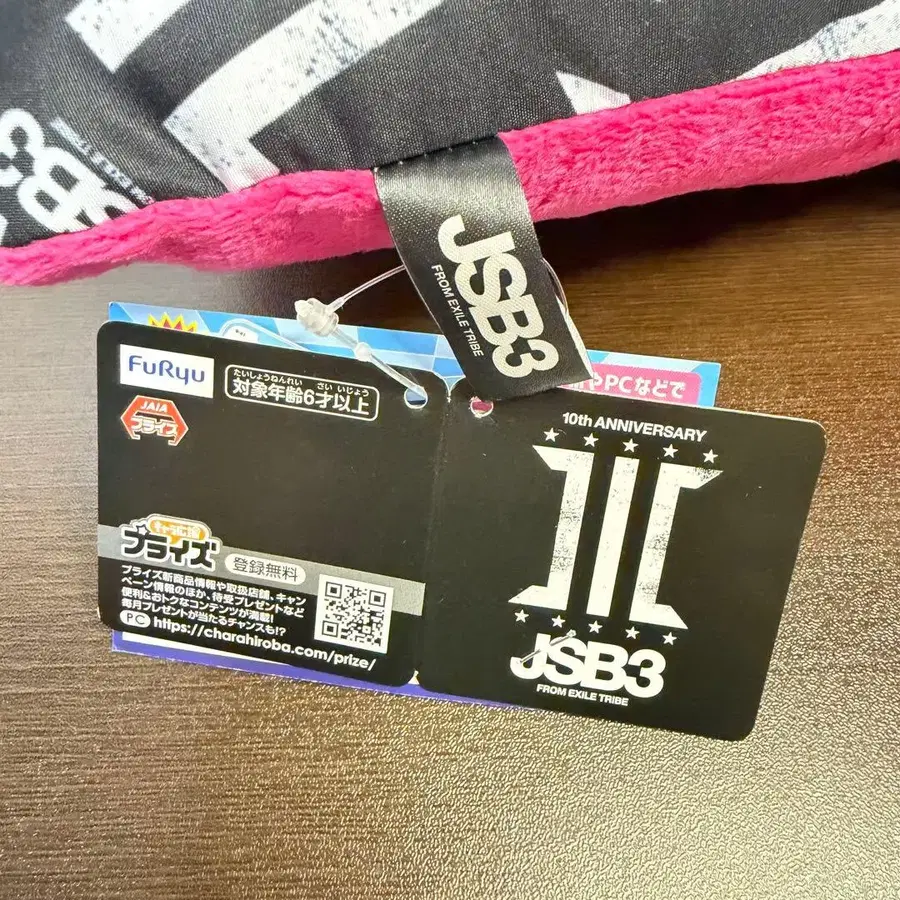 JSB3
FROM EXILE TRIBE
PCなどで
FuRyu
たいしょうねんれい さい いじょう
対象年齢6才以上
JAIA
プライズ
キャラ広場
プライズ
登録無料
プライズ新商品情報や取扱店舗、キャン
ペーン情報のほか、待受プレゼントなど
便利&おトクなコンテンツが満載!
毎月プレゼントが当たるチャンスも!?
PC https://charahiroba.com/prize/
10th ANNIVERSARY
JSB3
FROM EXILE TRIBE